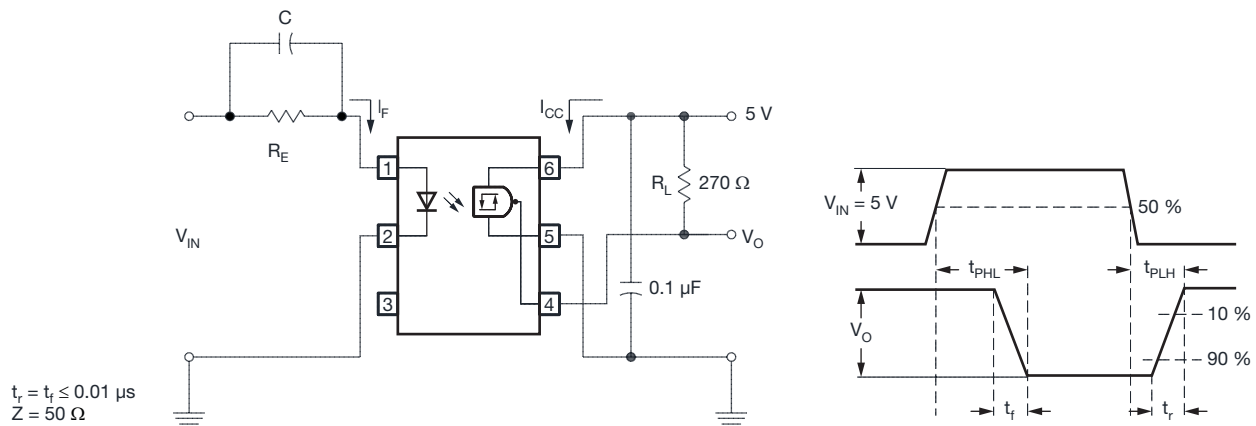 C
I_F
I_CC
5 V
R_E
1
6
R_L
270 Ω
V_IN
2
5
V_O
3
4
0.1 µF
t_r = t_f ≤ 0.01 µs
Z = 50 Ω
V_IN = 5 V
50 %
t_PHL
t_PLH
V_O
10 %
90 %
t_f
t_r